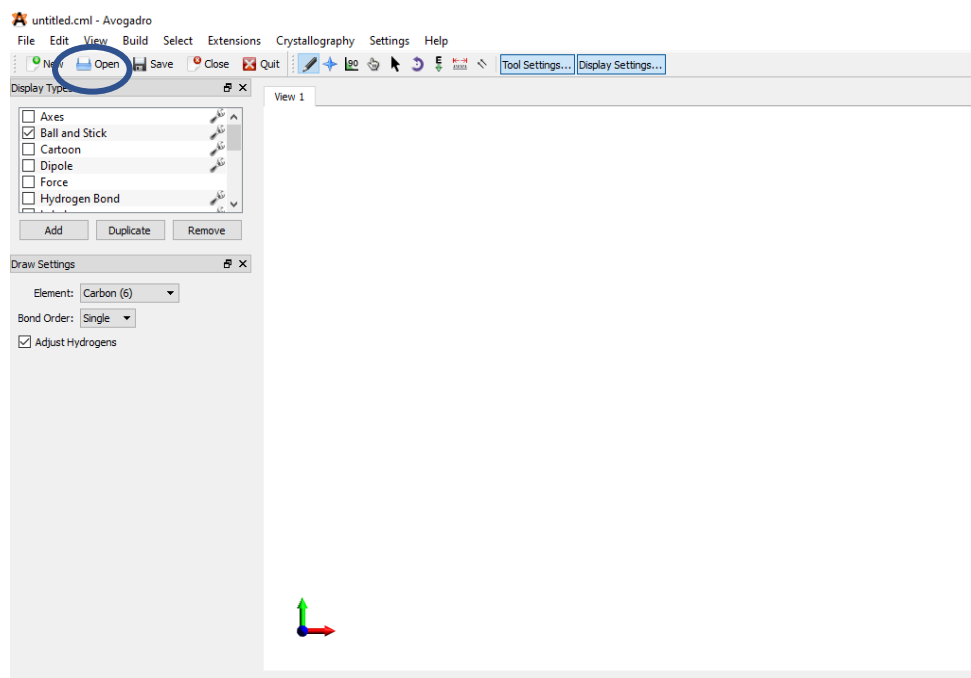 untitled.cml - Avogadro
File Edit View Build Select Extensions Crystallography Settings Help
New Open Save Close Quit Tool Settings... Display Settings...
Display Types
View 1
Axes
Ball and Stick
Cartoon
Dipole
Force
Hydrogen Bond
Add Duplicate Remove
Draw Settings
Element: Carbon (6)
Bond Order: Single
Adjust Hydrogens